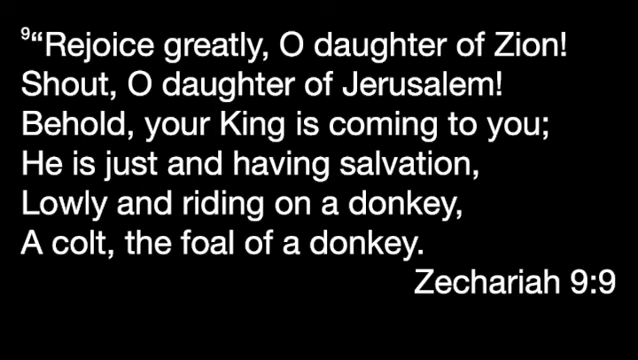 9“Rejoice greatly, O daughter of Zion!
Shout, O daughter of Jerusalem!
Behold, your King is coming to you;
He is just and having salvation,
Lowly and riding on a donkey,
A colt, the foal of a donkey.
Zechariah 9:9